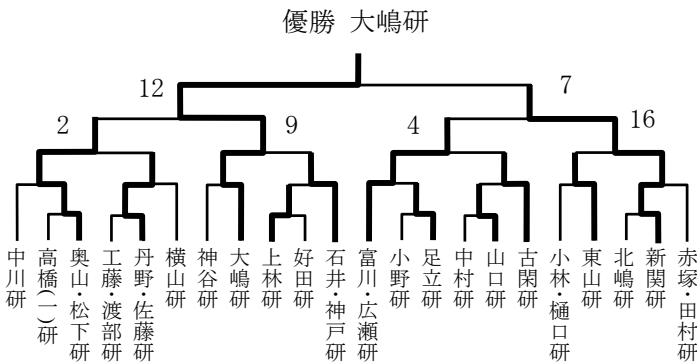 優勝 大嶋研
12
7
2
9
4
16
中川研
高橋(一)研
奥山・松下研
工藤・渡部研
丹野・佐藤研
横山研
神谷研
大嶋研
上林研
好田研
石井・神戸研
富川・広瀬研
小野研
足立研
中村研
山口研
古閑研
小林・樋口研
東山研
北嶋研
新関研
赤塚・田村研